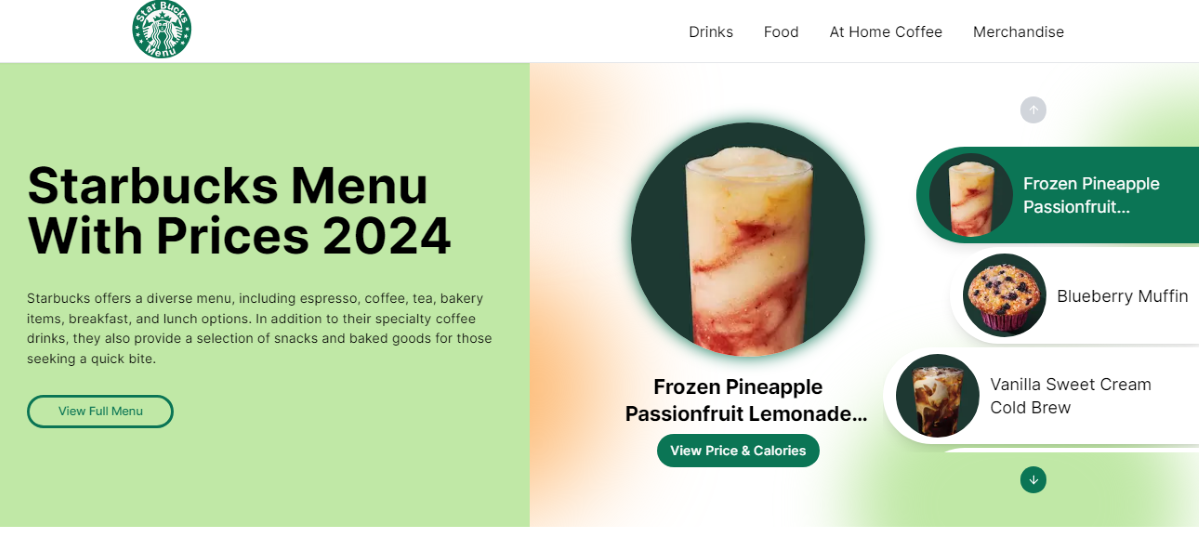 Star Bucks
Menu
Drinks Food At Home Coffee Merchandise
Starbucks Menu
With Prices 2024
Starbucks offers a diverse menu, including espresso, coffee, tea, bakery
items, breakfast, and lunch options. In addition to their specialty coffee
drinks, they also provide a selection of snacks and baked goods for those
seeking a quick bite.
View Full Menu
Frozen Pineapple
Passionfruit Lemonade...
View Price & Calories
Frozen Pineapple
Passionfruit...
Blueberry Muffin
Vanilla Sweet Cream
Cold Brew